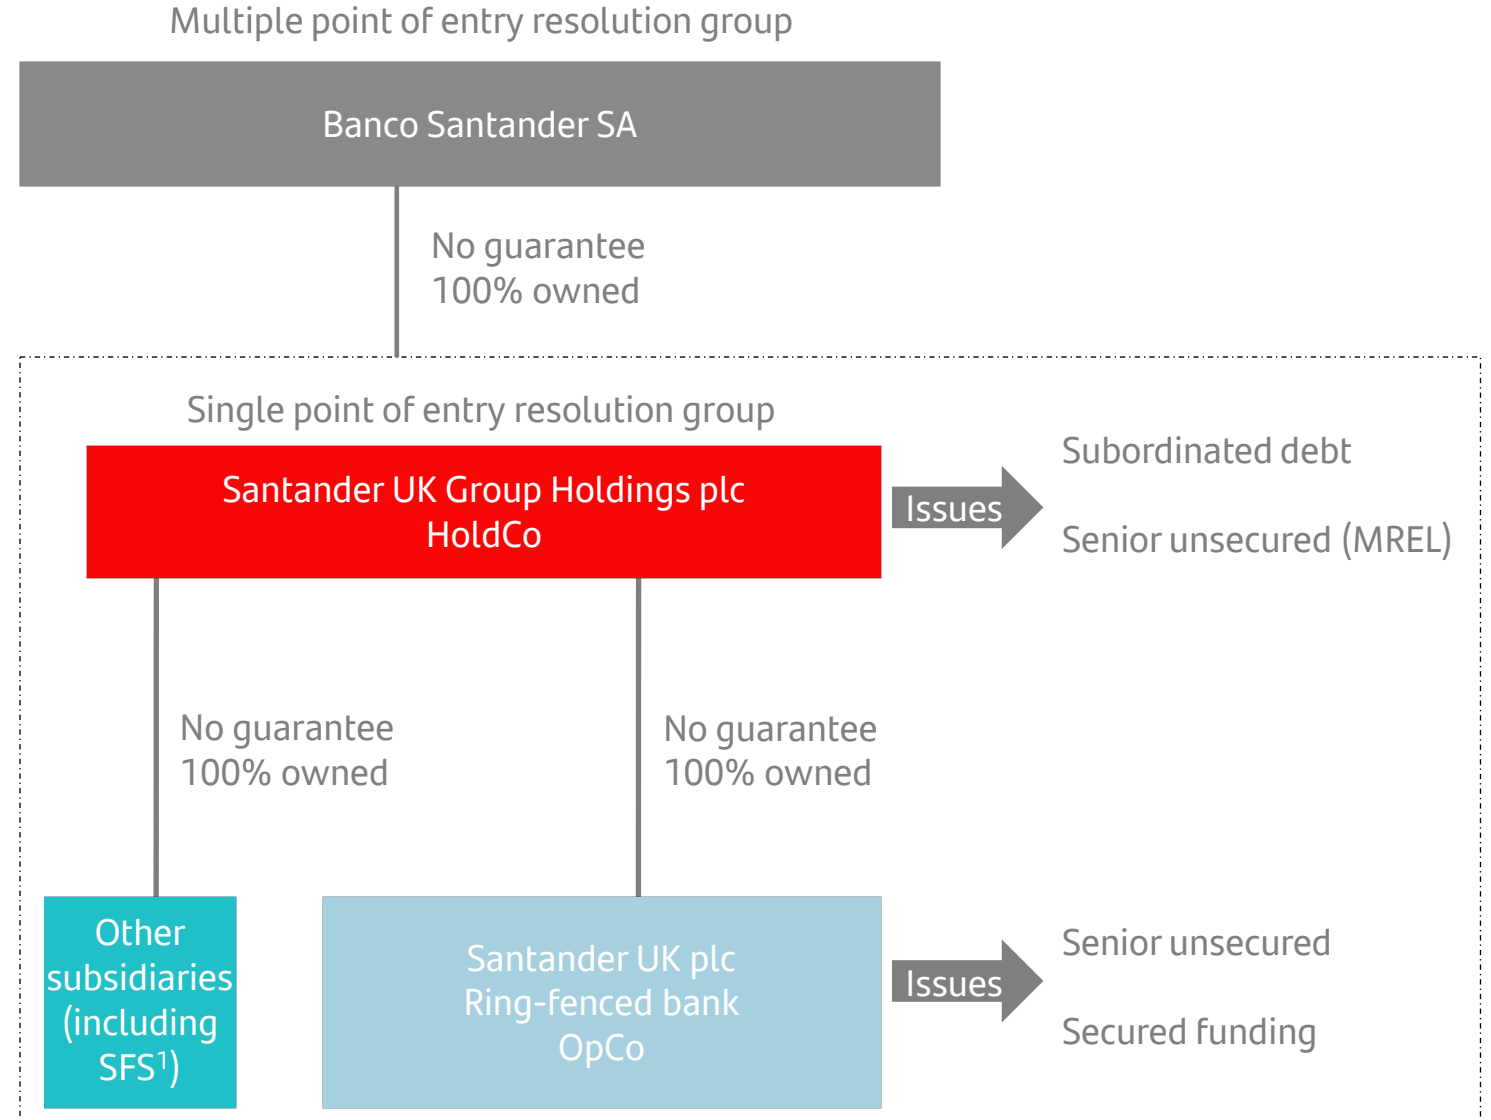 Multiple point of entry resolution group
Banco Santander SA
No guarantee
100% owned
Single point of entry resolution group
Santander UK Group Holdings plc
HoldCo
Issues
Subordinated debt
Senior unsecured (MREL)
No guarantee
100% owned
No guarantee
100% owned
Other
subsidiaries
(including
SFS¹)
Santander UK plc
Ring-fenced bank
OpCo
Issues
Senior unsecured
Secured funding